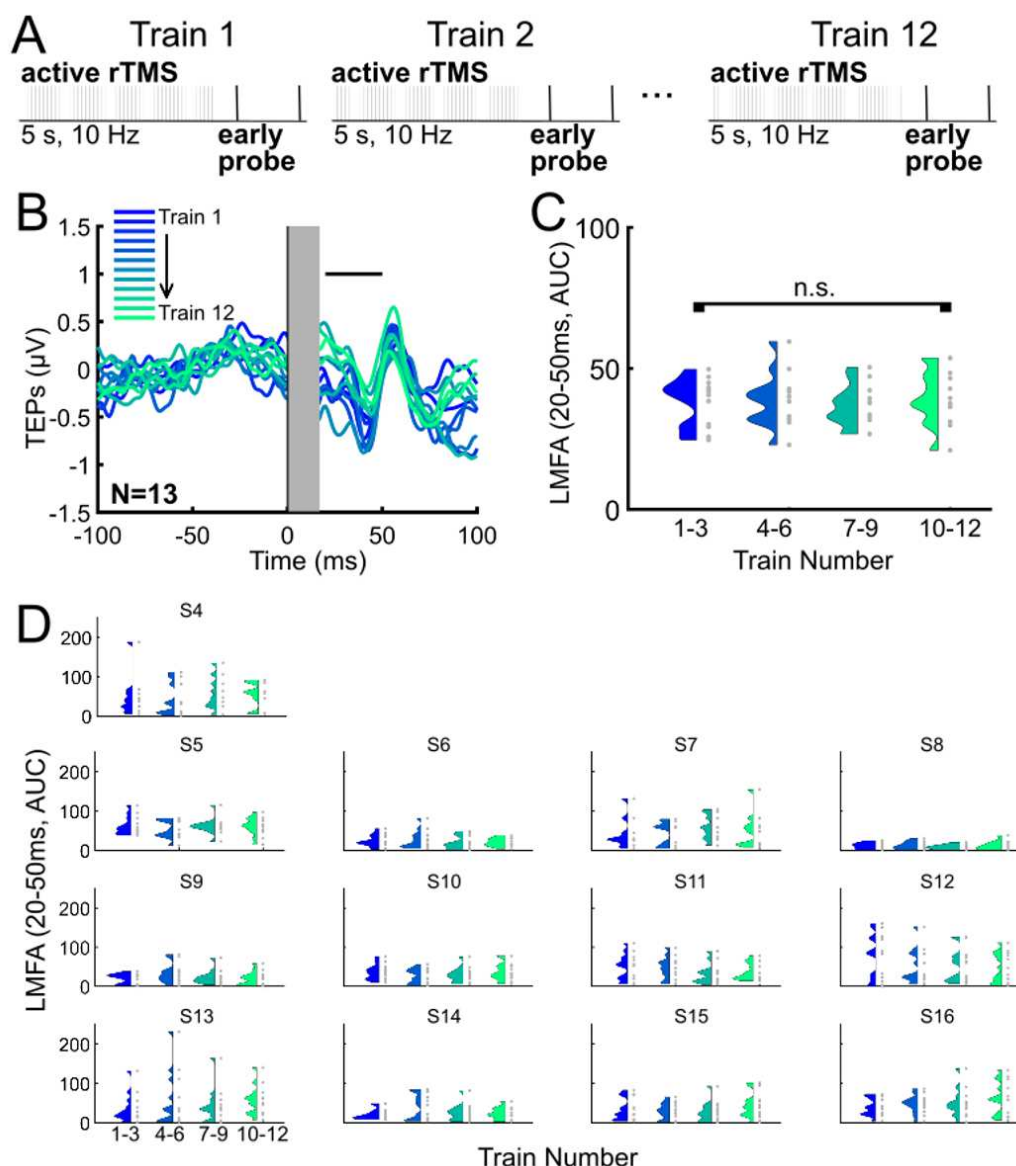 A
Train 1
Train 2
Train 12
active rTMS
active rTMS
active rTMS
...
5 s, 10 Hz
early
probe
5 s, 10 Hz
early
probe
5 s, 10 Hz
early
probe
B
Train 1
Train 12
1.5
1
0.5
0
-0.5
-1
-1.5
TEPs (µV)
N=13
-100
-50
0
50
100
Time (ms)
C
100
50
0
LMFA (20-50ms, AUC)
n.s.
1-3
4-6
7-9
10-12
Train Number
D
LMFA (20-50ms, AUC)
S4
200
100
0
S5
S6
S7
S8
200
100
0
S9
S10
S11
S12
200
100
0
S13
S14
S15
S16
200
100
0
1-3
4-6
7-9
10-12
Train Number